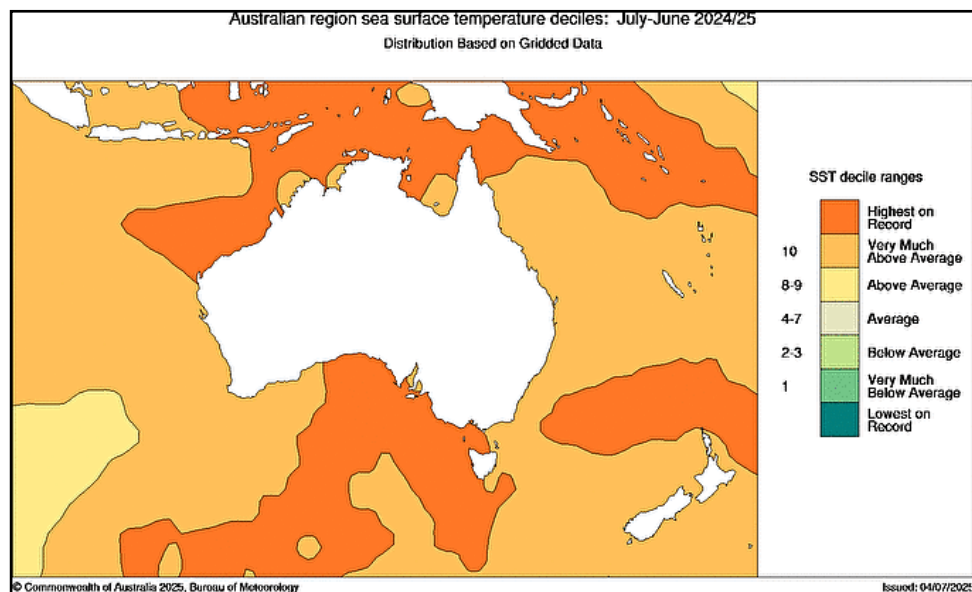 Australian region sea surface temperature deciles: July-June 2024/25
Distribution Based on Gridded Data
SST decile ranges
Highest on
Record
10
Very Much
Above Average
8-9
Above Average
4-7
Average
2-3
Below Average
1
Very Much
Below Average
Lowest on
Record
© Commonwealth of Australia 2025, Bureau of Meteorology
Issued: 04/07/2025